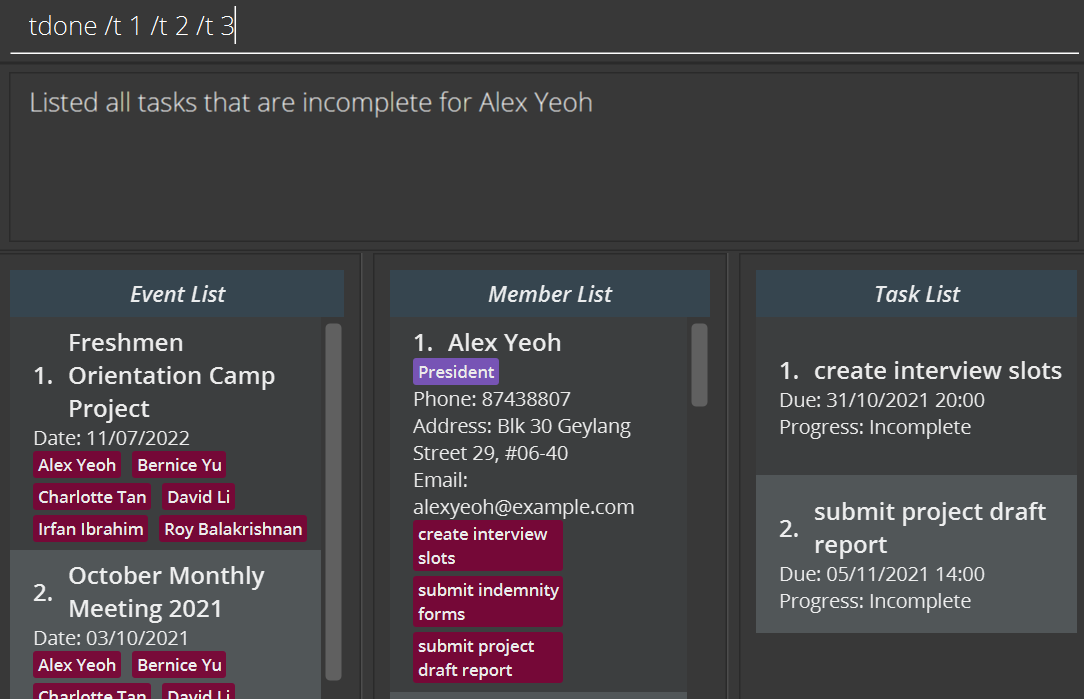 tdone /t 1 /t 2 /t 3
Listed all tasks that are incomplete for Alex Yeoh
Event List
Freshmen
1. Orientation Camp
Project
Date: 11/07/2022
Alex Yeoh Bernice Yu
Charlotte Tan David Li
Irfan Ibrahim Roy Balakrishnan
October Monthly
2. Meeting 2021
Date: 03/10/2021
Alex Yeoh Bernice Yu
Charlotte Tan David Li
Member List
1. Alex Yeoh
President
Phone: 87438807
Address: Blk 30 Geylang
Street 29, #06-40
Email:
alexyeoh@example.com
create interview
slots
submit indemnity
forms
submit project
draft report
Task List
1. create interview slots
Due: 31/10/2021 20:00
Progress: Incomplete
2. submit project draft
report
Due: 05/11/2021 14:00
Progress: Incomplete